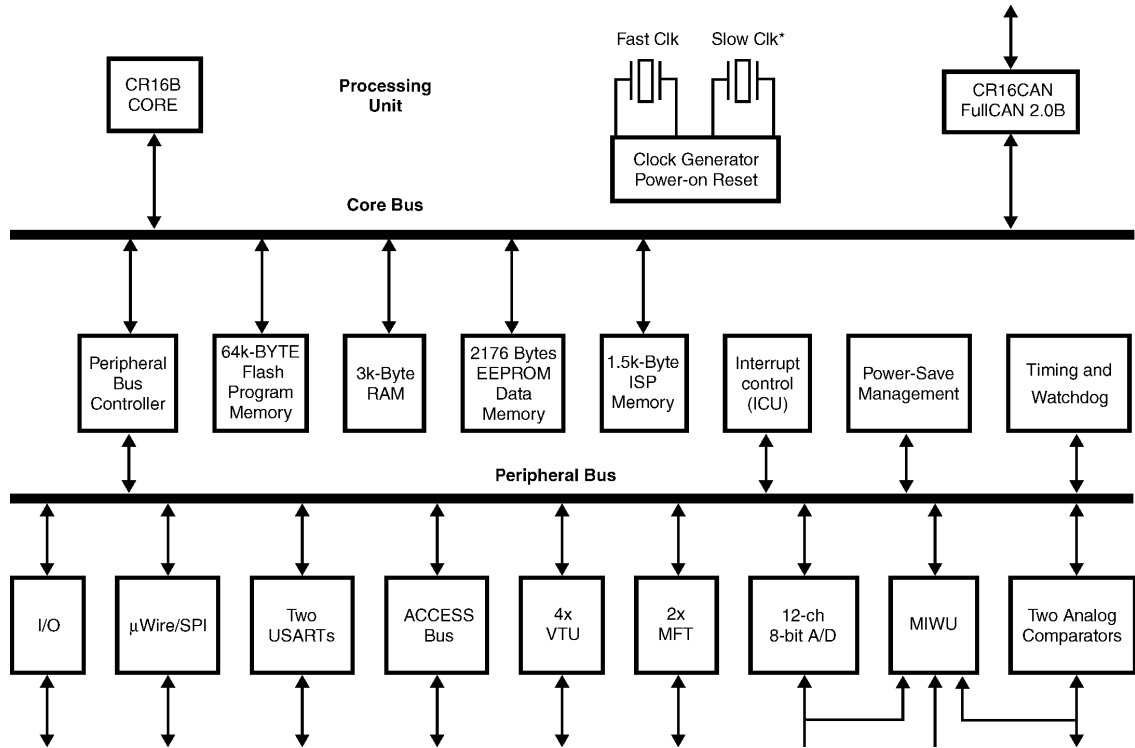 Fast Clk
Slow Clk*
CR16B
CORE
Processing
Unit
CR16CAN
FullCAN 2.0B
Clock Generator
Power-on Reset
Core Bus
Peripheral
Bus
Controller
64k-BYTE
Flash
Program
Memory
3k-Byte
RAM
2176 Bytes
EEPROM
Data
Memory
1.5k-Byte
ISP
Memory
Interrupt
control
(ICU)
Power-Save
Management
Timing and
Watchdog
Peripheral Bus
I/O
µWire/SPI
Two
USARTs
ACCESS
Bus
4x
VTU
2x
MFT
12-ch
8-bit A/D
MIWU
Two Analog
Comparators